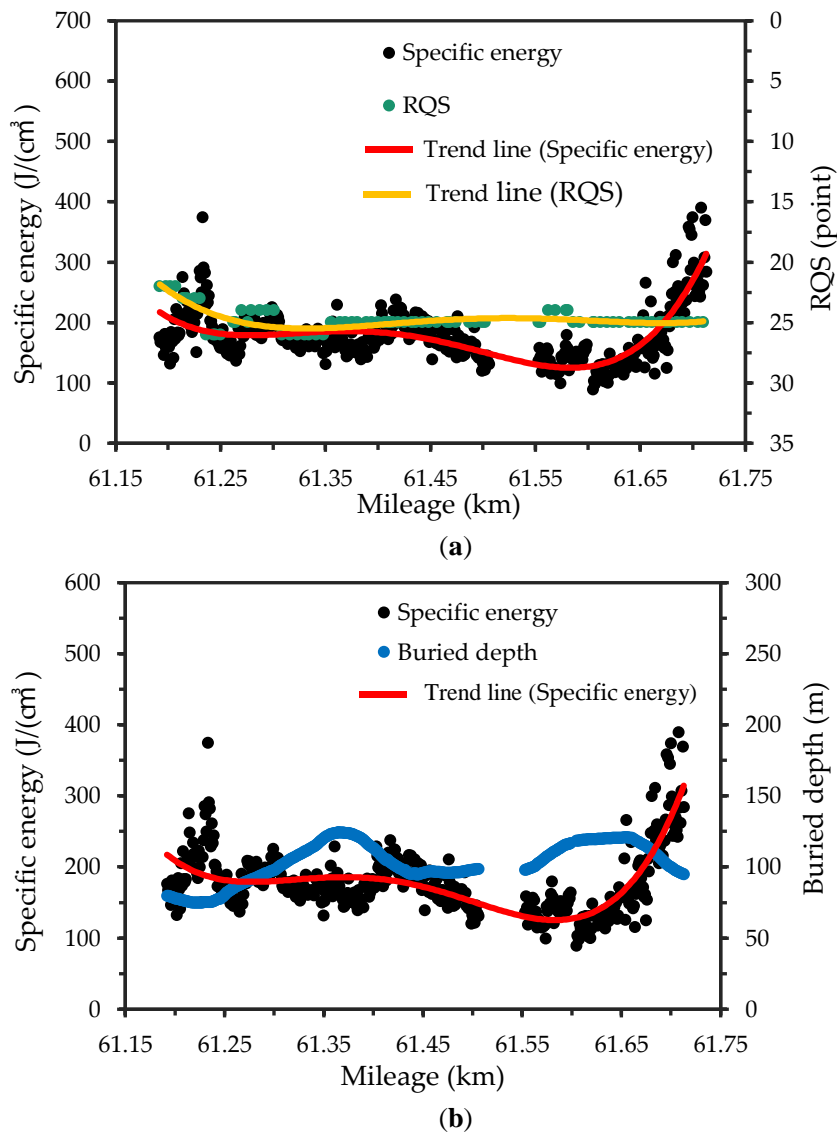 700
600
500
400
300
200
100
0
Specific energy (J/(cm³)
0
5
10
15
20
25
30
35
RQS (point)
Specific energy
RQS
Trend line (Specific energy)
Trend line (RQS)
61.15 61.25 61.35 61.45 61.55 61.65 61.75
Mileage (km)
(a)
600
500
400
300
200
100
0
Specific energy (J/(cm³)
300
250
200
150
100
50
0
Buried depth (m)
Specific energy
Buried depth
Trend line (Specific energy)
61.15 61.25 61.35 61.45 61.55 61.65 61.75
Mileage (km)
(b)